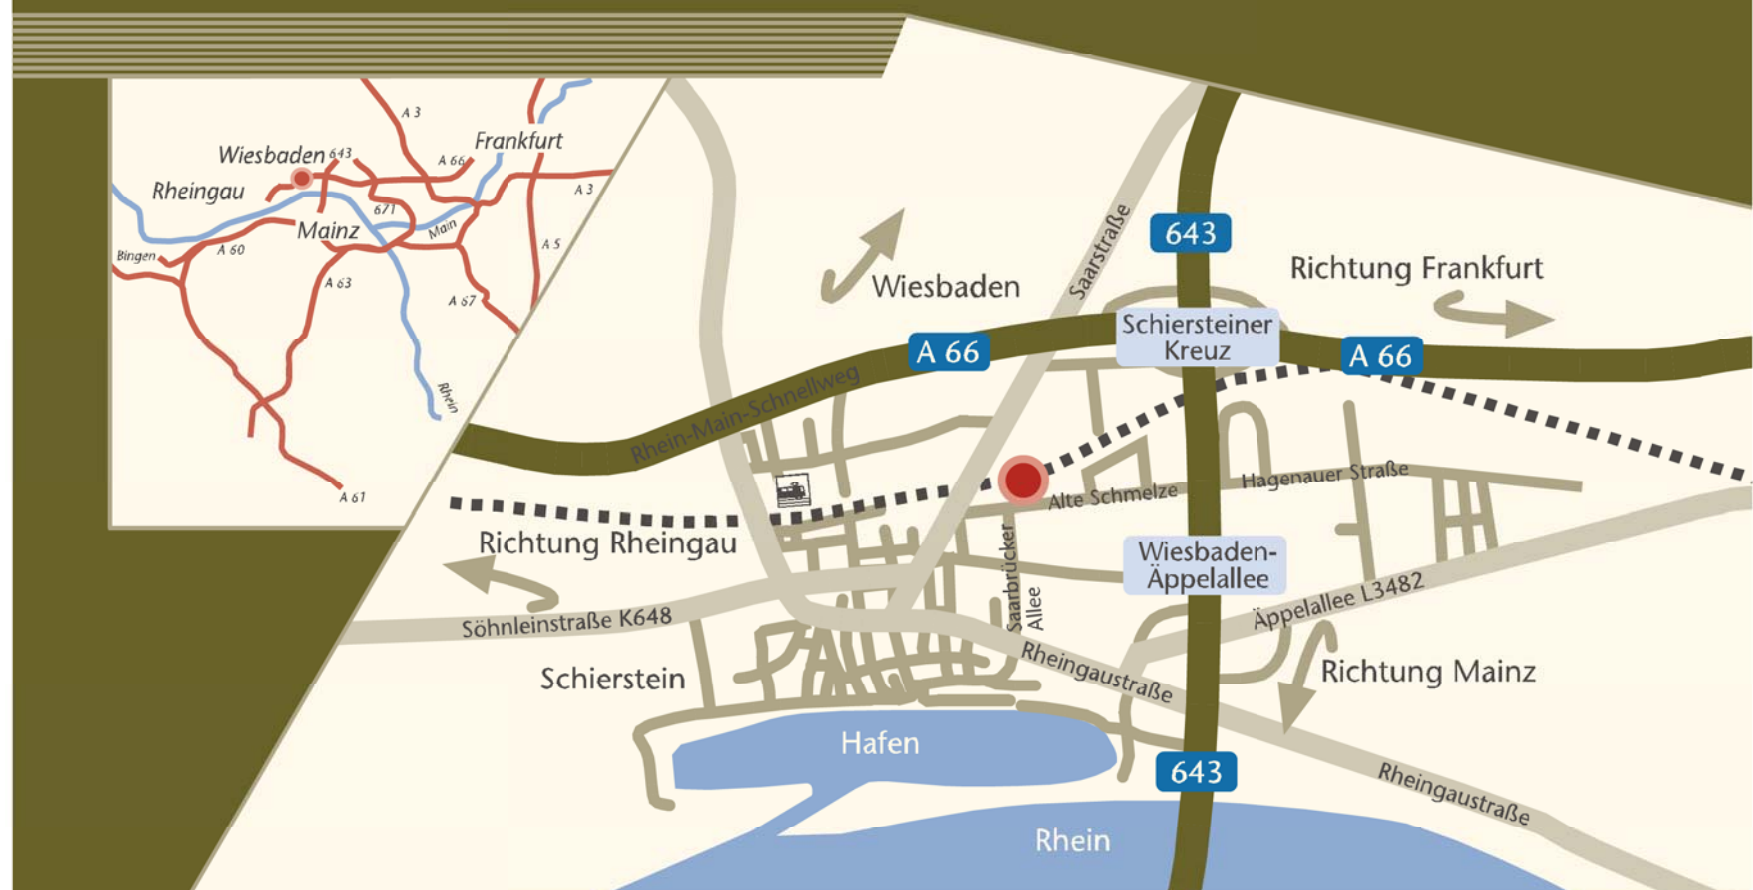 A 3
Frankfurt
Wiesbaden
643
A 66
Rheingau
A 3
671
Mainz
Main
A 60
Bingen
A 5
A 63
A 67
Rhein
A 61
Saarstraße
643
Wiesbaden
Richtung Frankfurt
Schiersteiner
Kreuz
A 66
A 66
Rhein-Main-Schnellweg
Hagenauer Straße
Alte Schmelze
Richtung Rheingau
Saarbrücker
Allee
Wiesbaden-
Äppelallee
Äppelallee L3482
Söhnleinstraße K648
Schierstein
Rheingaustraße
Richtung Mainz
Hafen
643
Rheingaustraße
Rhein